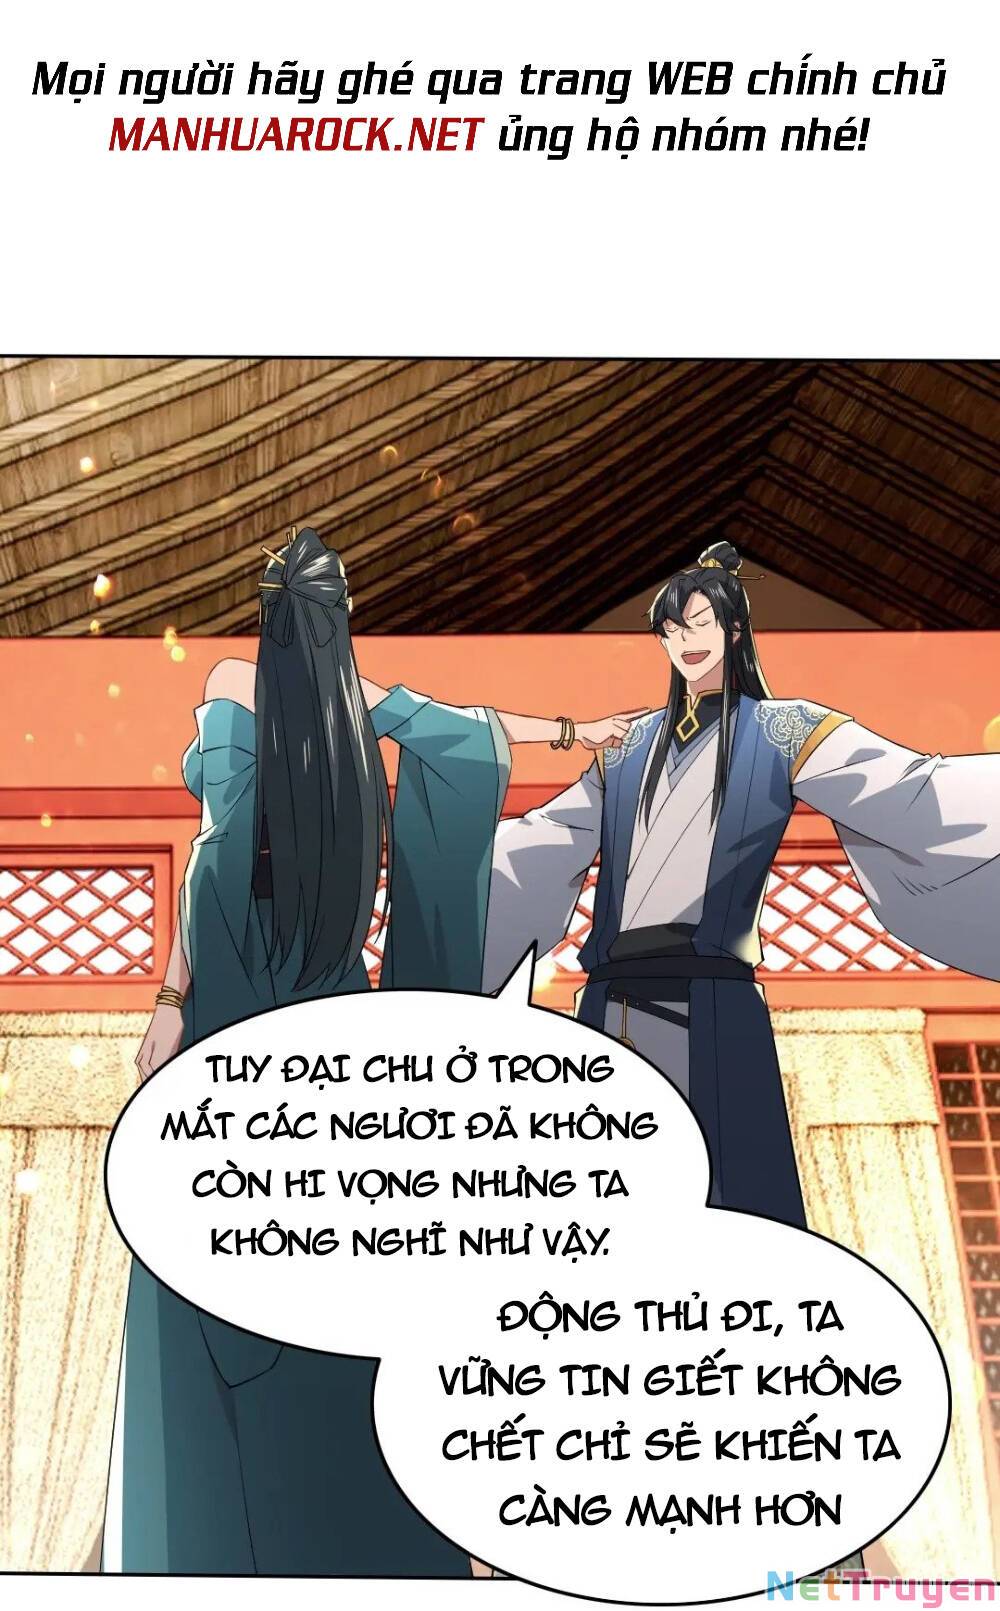 Mọi người hãy ghé qua trang WEB chính chủ
MANHUAROCK.NET ủng hộ nhóm nhé!
TUY ĐẠI CHU Ở TRONG
MẮT CÁC NGƯƠI ĐÃ KHÔNG
CÒN HI VỌNG NHƯNG TA
KHÔNG NGHĨ NHƯ VẬY.
ĐỘNG THỦ ĐI, TA
VỮNG TIN GIẾT KHÔNG
CHẾT CHỈ SẼ KHIẾN TA
CÀNG MẠNH HƠN
NetTruyen